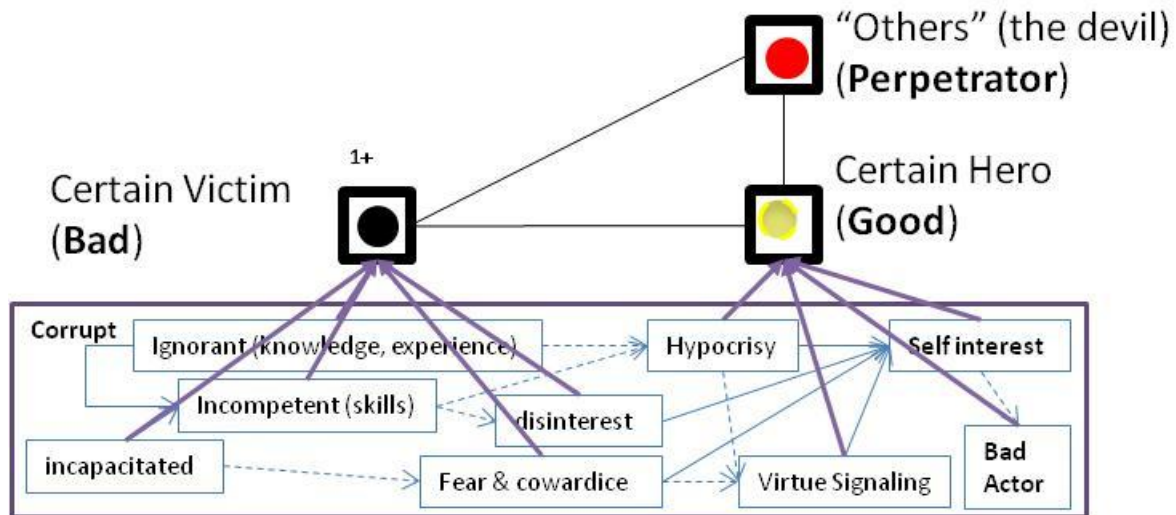 “Others” (the devil)
(Perpetrator)
1+
Certain Victim
(Bad)
Certain Hero
(Good)
Corrupt
Ignorant (knowledge, experience)
Hypocrisy
Self interest
Incompetent (skills)
disinterest
incapacitated
Fear & cowardice
Virtue Signaling
Bad
Actor